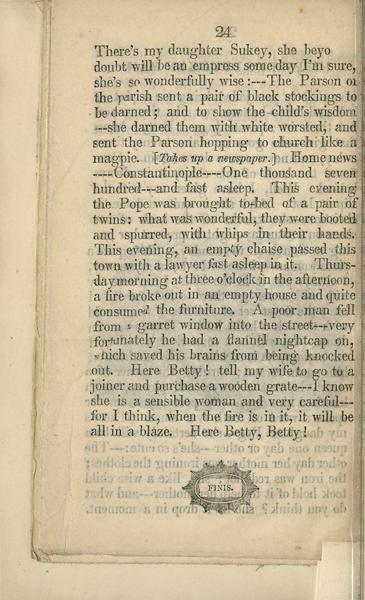 24
There's my daughter Sukey, she beyo
doubt will be an empress some day I'm sure,
she's so wonderfully wise:---The Parson of
the parish sent a pair of black stockings to
be darned; and to show the child's wisdom
---she darned them with white worsted, and
sent the Parson hopping to church like a
magpie. [Takes up a newspaper.] Home news
----Constantinople----One thousand seven
hundred---and fast asleep. This evening
the Pope was brought to-bed of a pair of
twins: what was wonderful, they were booted
and spurred, with whips in their hands.
This evening, an empty chaise passed this
town with a lawyer fast asleep in it. Thurs-
day morning at three o'clock in the afternoon,
a fire broke out in an empty house and quite
consumed the furniture. A poor man fell
from a garret window into the street---very
fortunately he had a flannel nightcap on,
which saved his brains from being knocked
out. Here Betty! tell my wife to go to a
joiner and purchase a wooden grate---I know
she is a sensible woman and very careful---
for I think, when the fire is in it, it will be
all in a blaze. Here Betty, Betty!
FINIS.